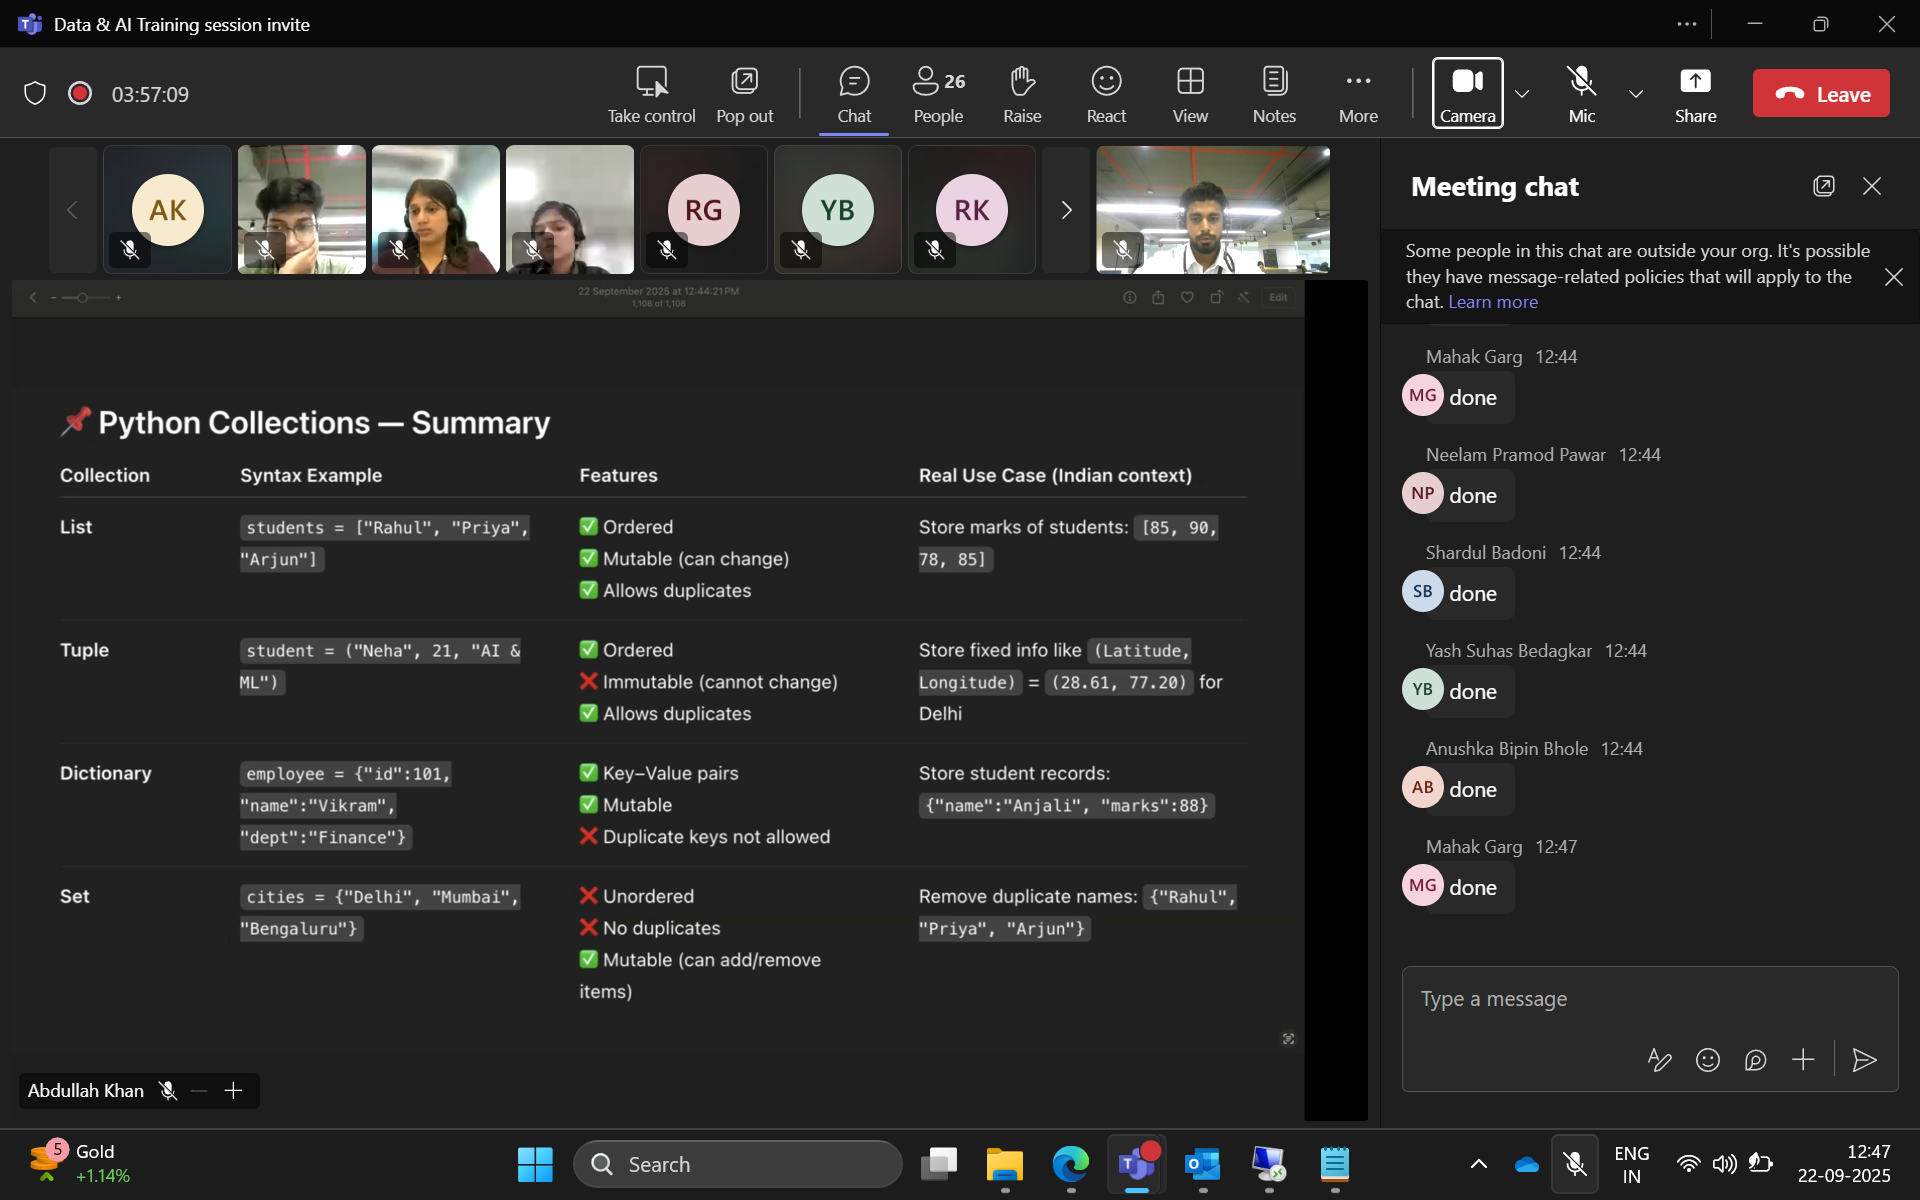 Data & AI Training session invite
03:57:09
Take control
Pop out
Chat
26
People
Raise
React
View
Notes
More
Camera
Mic
Share
Leave
AK
RG
YB
RK
22 September 2025 at 12:44:21 PM
1,108 of 1,108
Edit
Python Collections — Summary
Collection Syntax Example Features Real Use Case (Indian context)
List
students = ["Rahul", "Priya",
"Arjun"]
Ordered
Mutable (can change)
Allows duplicates
Store marks of students: [85, 90,
78, 85]
Tuple
student = ("Neha", 21, "AI &
ML")
Ordered
Immutable (cannot change)
Allows duplicates
Store fixed info like (Latitude,
Longitude) = (28.61, 77.20) for
Delhi
Dictionary
employee = {"id":101,
"name":"Vikram",
"dept":"Finance"}
Key–Value pairs
Mutable
Duplicate keys not allowed
Store student records:
{"name":"Anjali", "marks":88}
Set
cities = {"Delhi", "Mumbai",
"Bengaluru"}
Unordered
No duplicates
Mutable (can add/remove
items)
Remove duplicate names: {"Rahul",
"Priya", "Arjun"}
Abdullah Khan
Meeting chat
Some people in this chat are outside your org. It's possible
they have message-related policies that will apply to the
chat. Learn more
Mahak Garg 12:44
MG done
Neelam Pramod Pawar 12:44
NP done
Shardul Badoni 12:44
SB done
Yash Suhas Bedagkar 12:44
YB done
Anushka Bipin Bhole 12:44
AB done
Mahak Garg 12:47
MG done
Type a message
5
Gold
+1.14%
Search
ENG
IN
12:47
22-09-2025